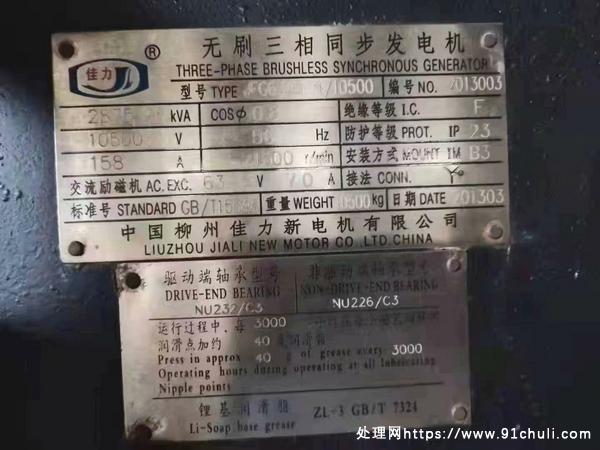 佳力 ®
无刷三相同步发电机
THREE-PHASE BRUSHLESS SYNCHRONOUS GENERATOR
型号 TYPE /10500 编号 NO. 2013003
kVA COSφ 绝缘等级 I.C. F
10500 V Hz 防护等级 PROT. IP 23
158 A 1500 r/min 安装方式 MOUNT IM B3
交流励磁机 AC.EXC. 63 V A 接法 CONN. Y
标准号 STANDARD GB/ 重量 WEIGHT kg 日期 DATE 201303
中国柳州佳力新电机有限公司
LIUZHOU JIALI NEW MOTOR CO.,LTD CHINA
驱动端轴承型号 非驱动端轴承型号
DRIVE-END BEARING NON-DRIVE-END BEARING
NU232/C3 NU226/C3
运行过程中，每 3000
润滑点加约 40 克润滑脂
Press in approx 40 g of grease every 3000
Operating hours during operating at all lubricating
Nipple points
锂基润滑脂 ZL-3 GB/T 7324
Li-Soap base grease
处理网https://www.91chuli.com/